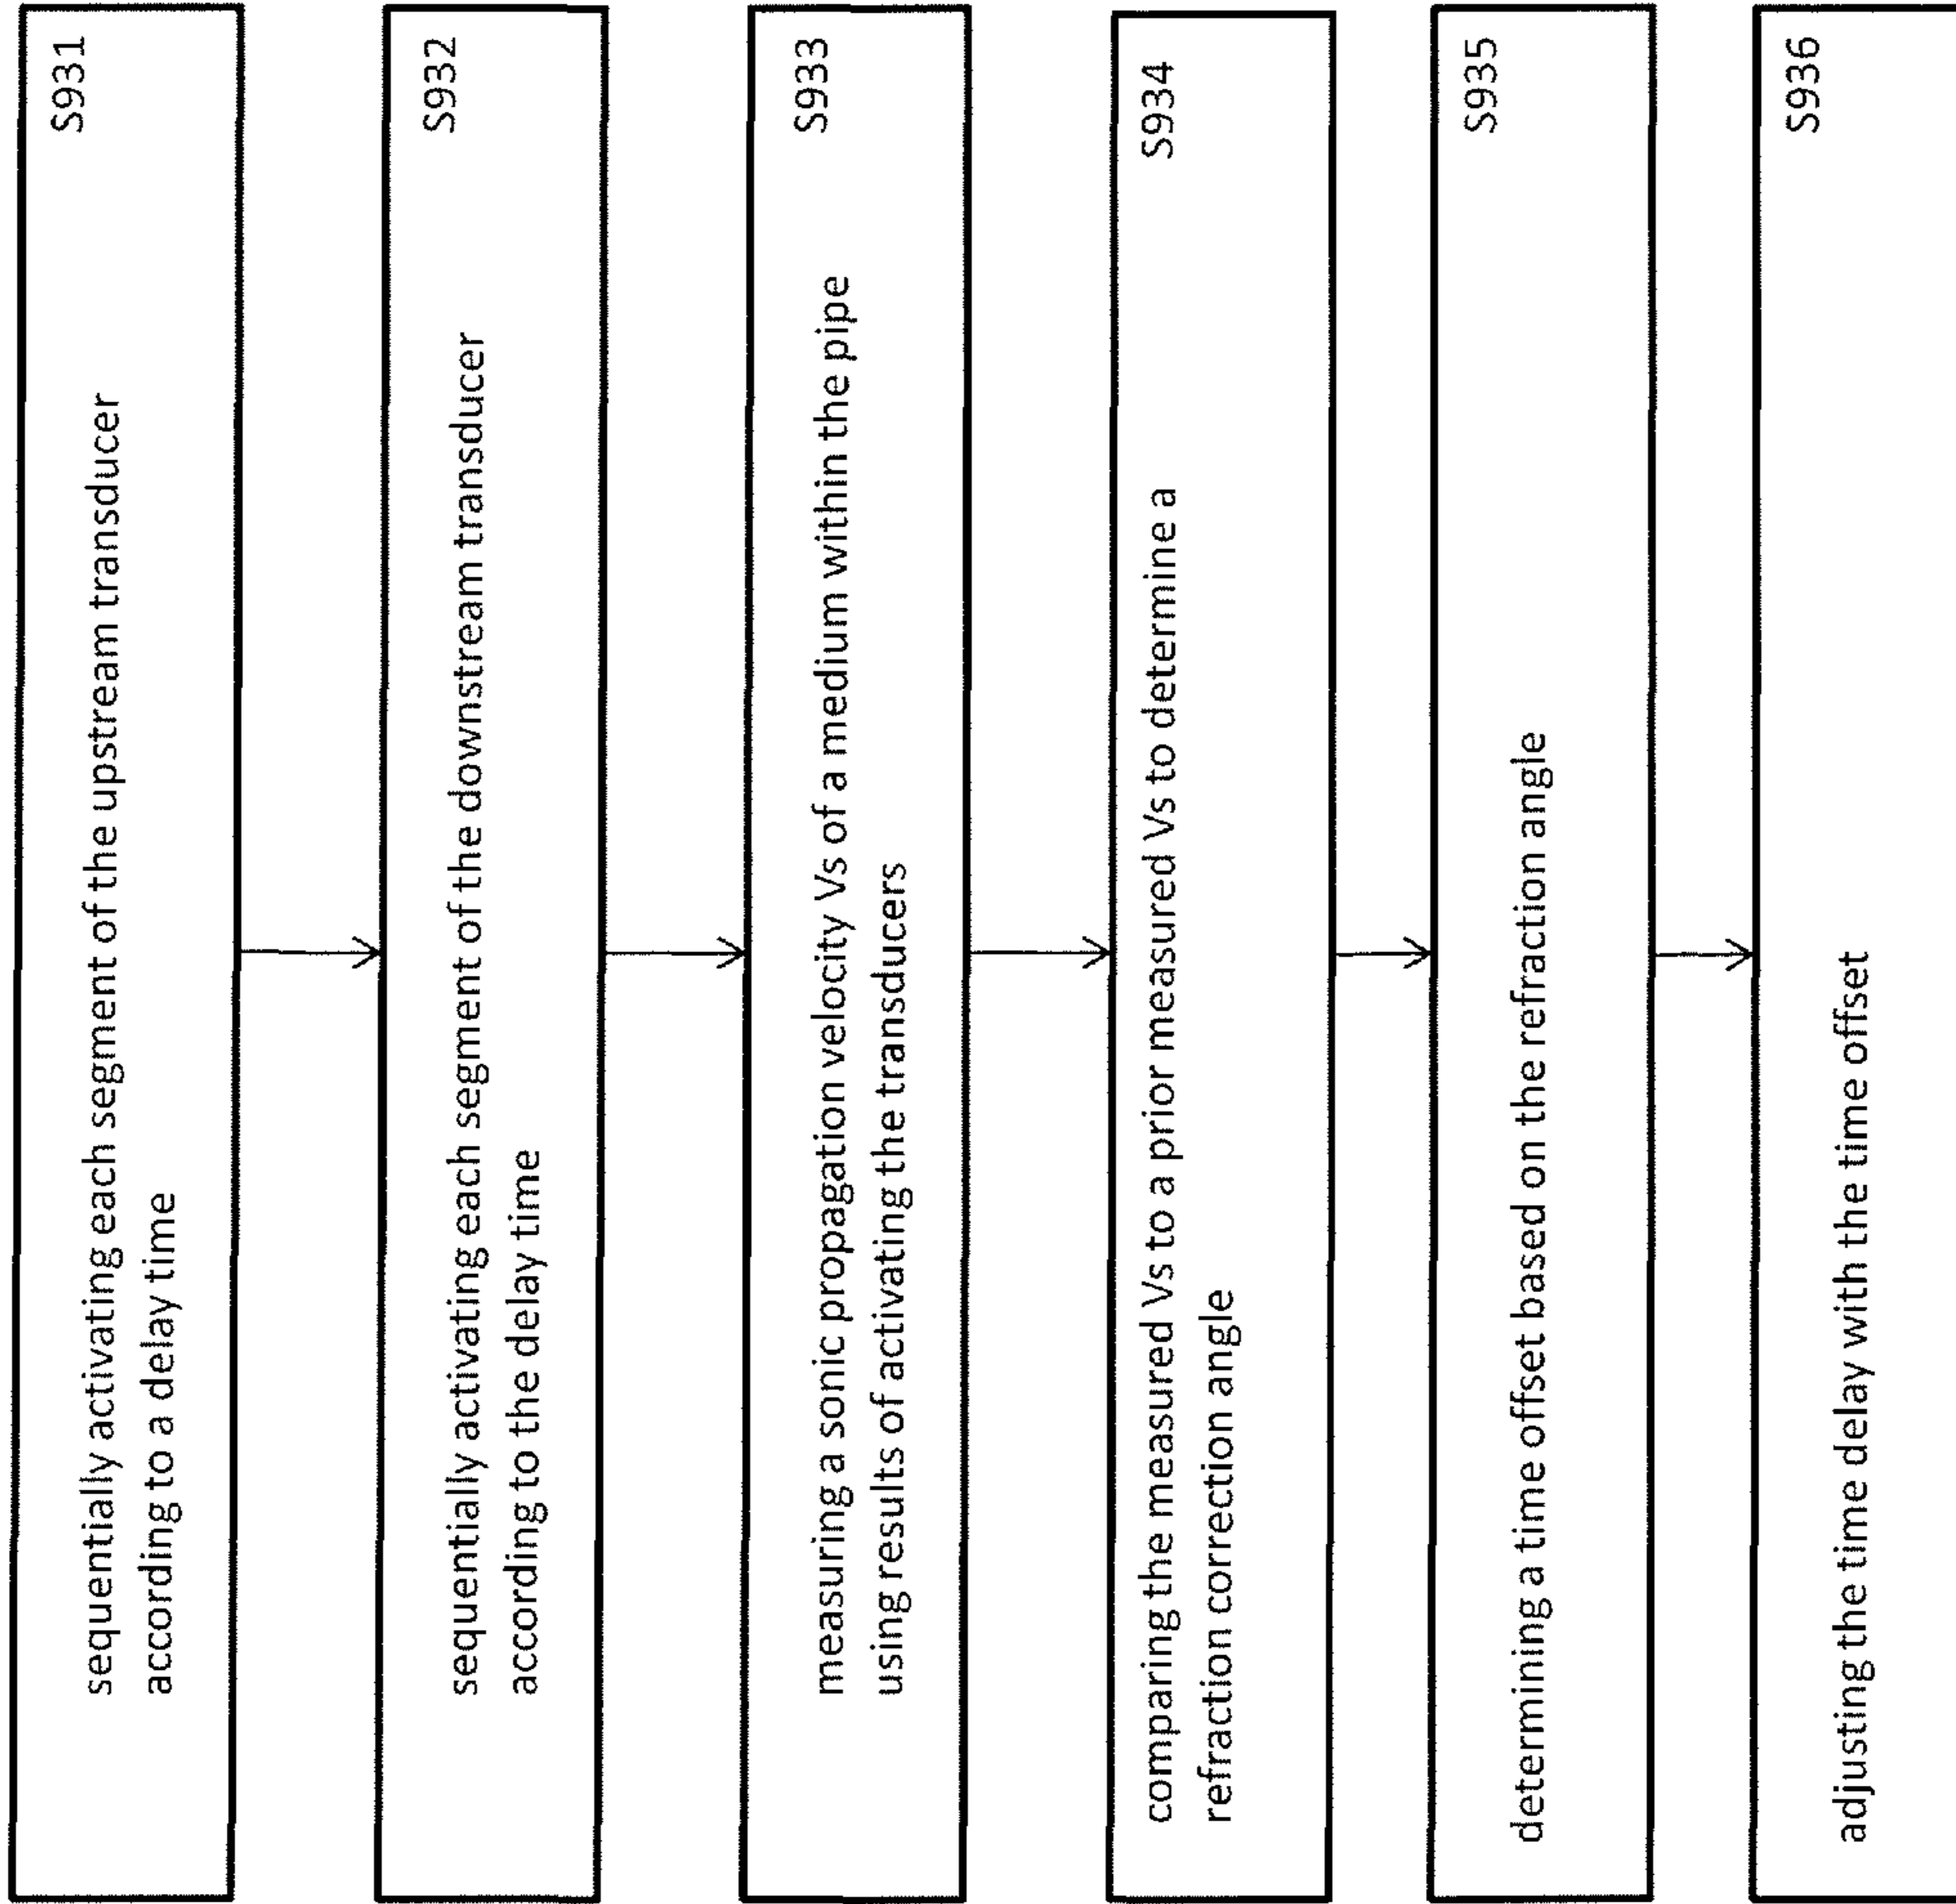 S931
sequentially activating each segment of the upstream transducer
according to a delay time
S932
sequentially activating each segment of the downstream transducer
according to the delay time
S933
measuring a sonic propagation velocity Vs of a medium within the pipe
using results of activating the transducers
S934
comparing the measured Vs to a prior measured Vs to determine a
refraction correction angle
S935
determining a time offset based on the refraction angle
S936
adjusting the time delay with the time offset